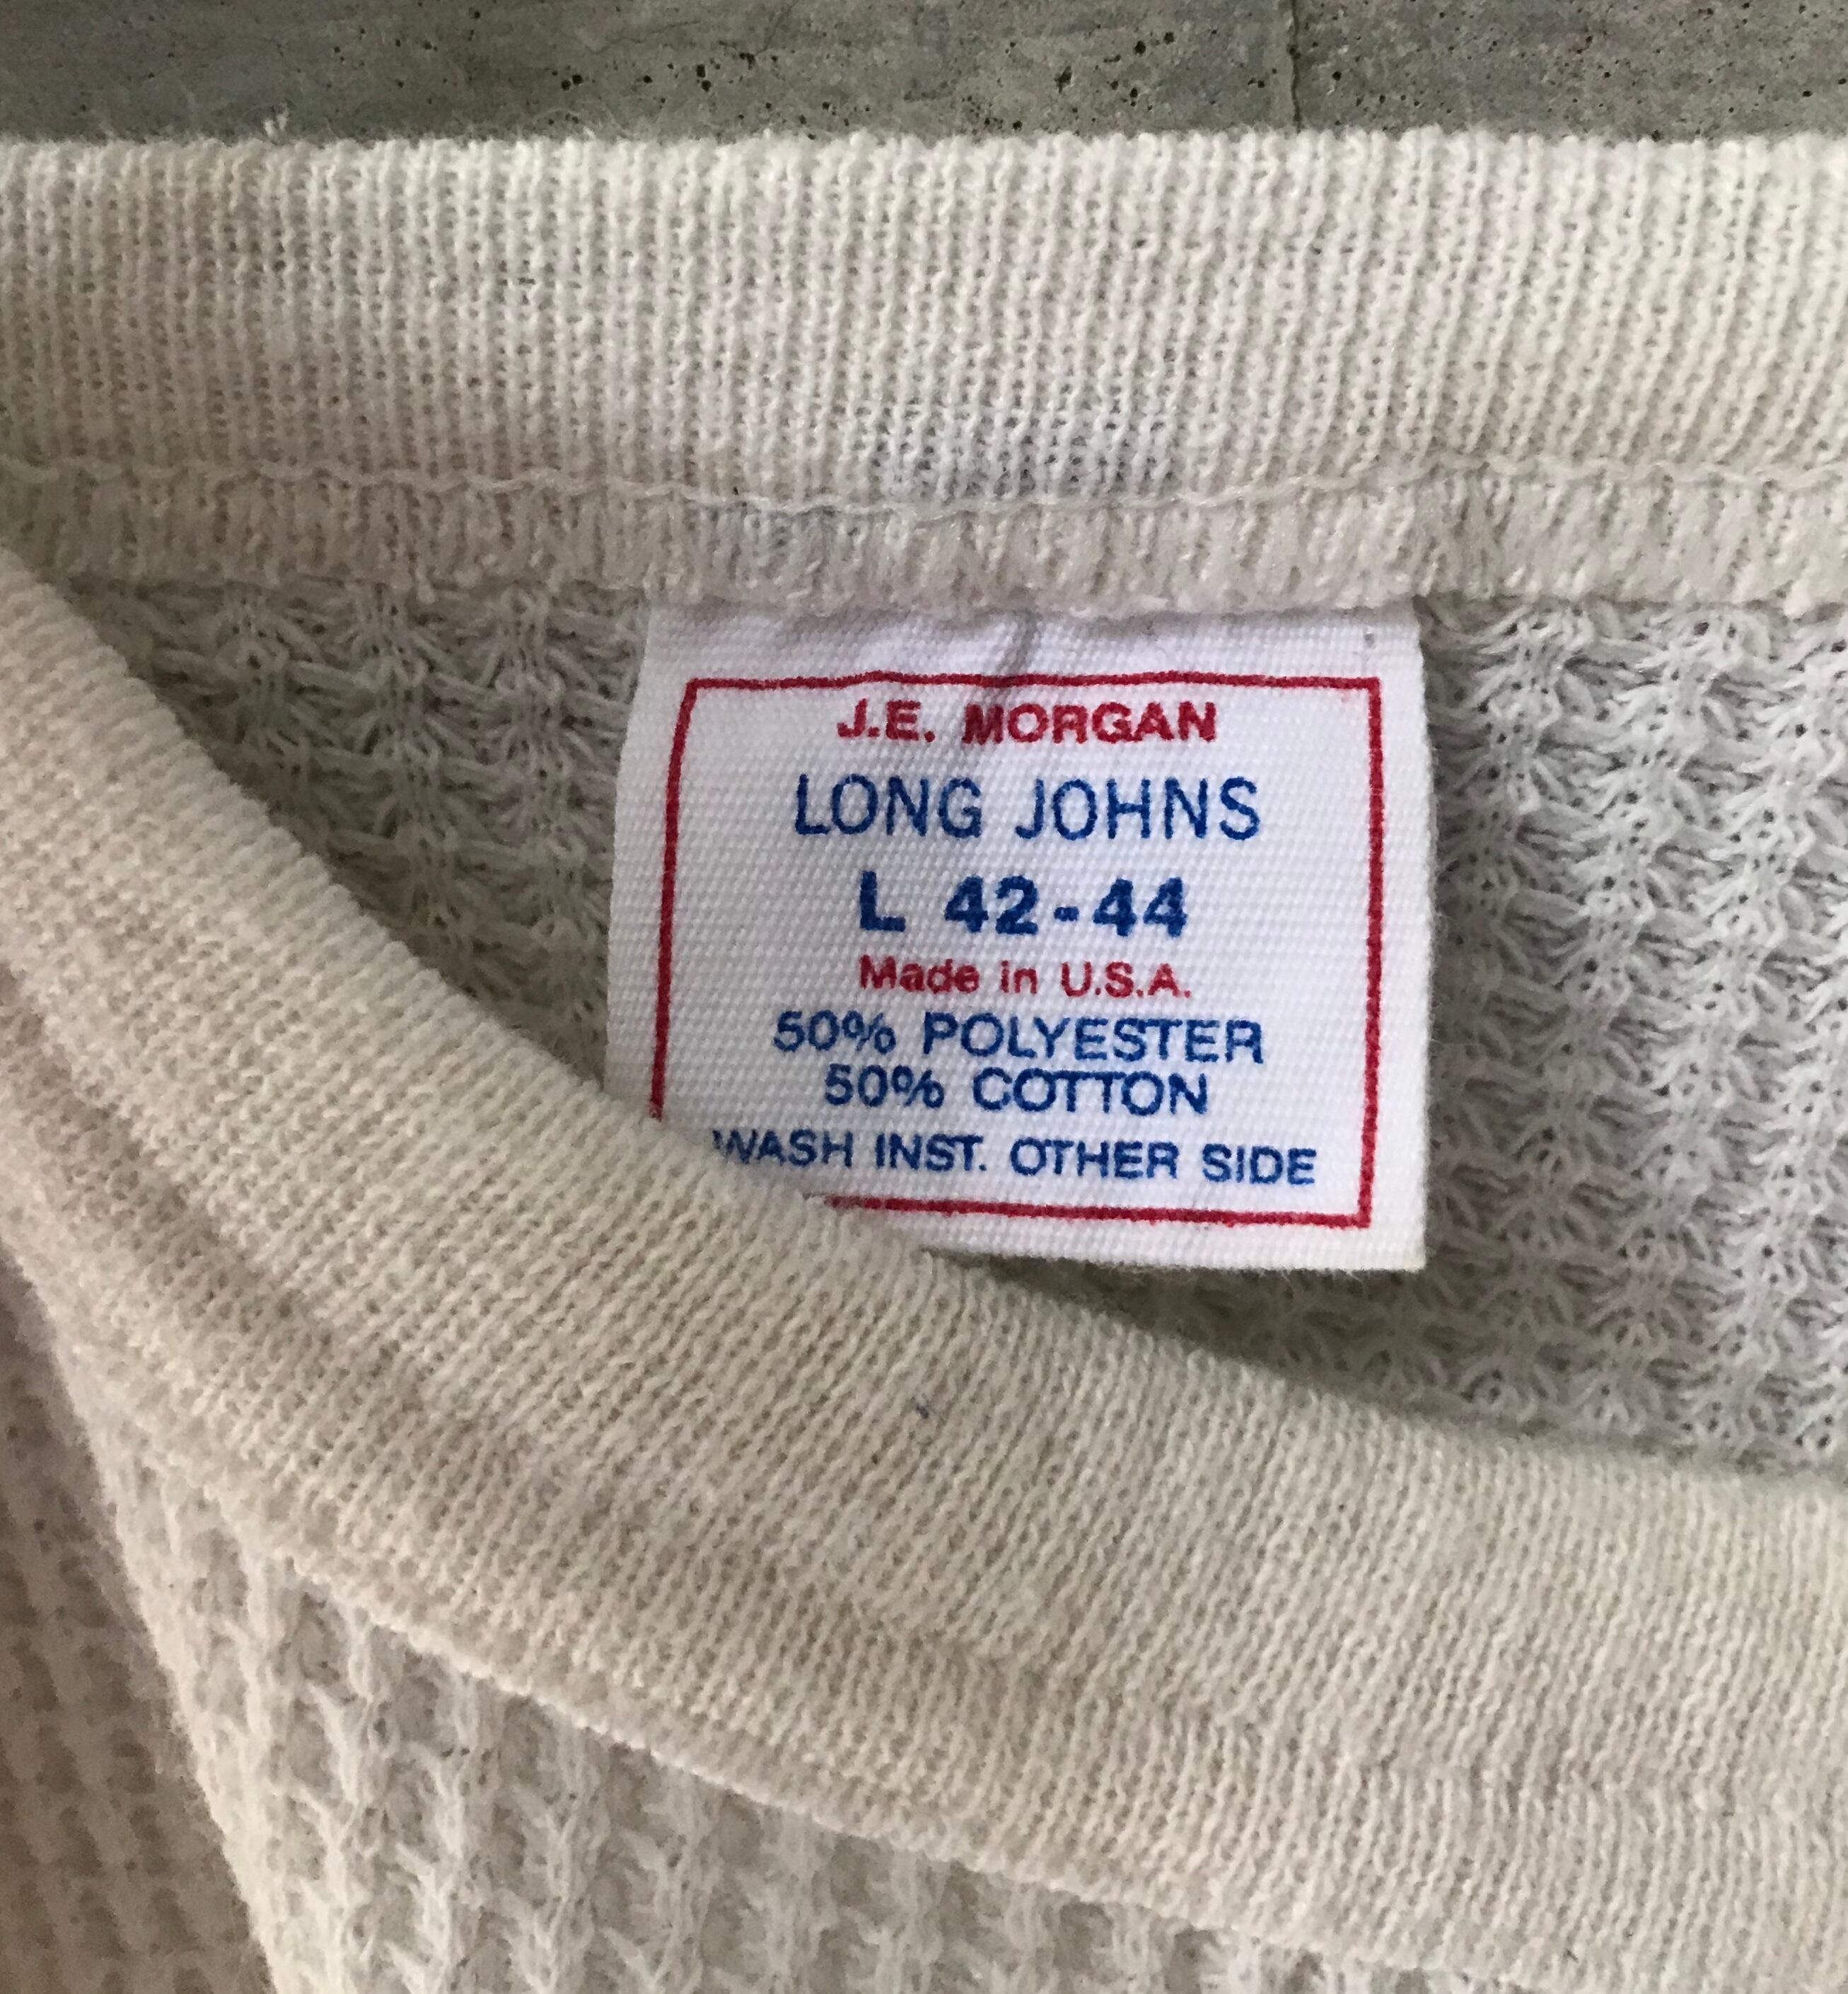 J.E. MORGAN
LONG JOHNS
L 42-44
Made in U.S.A.
50% POLYESTER
50% COTTON
WASH INST. OTHER SIDE